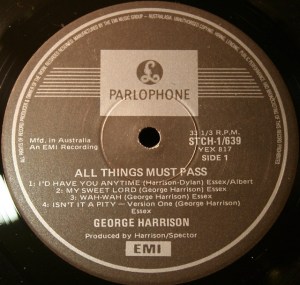 PARLOPHONE
Mfd. in Australia
An EMI Recording
33 1/3 R.P.M.
STCH-1/639
(YEX 817
SIDE 1
ALL THINGS MUST PASS
1: I'D HAVE YOU ANYTIME (Harrison-Dylan) Essex/Albert
2: MY SWEET LORD (George Harrison) Essex
3: WAH-WAH (George Harrison) Essex
4: ISN'T IT A PITY — Version One (George Harrison)
Essex
GEORGE HARRISON
Produced by Harrison/Spector
EMI